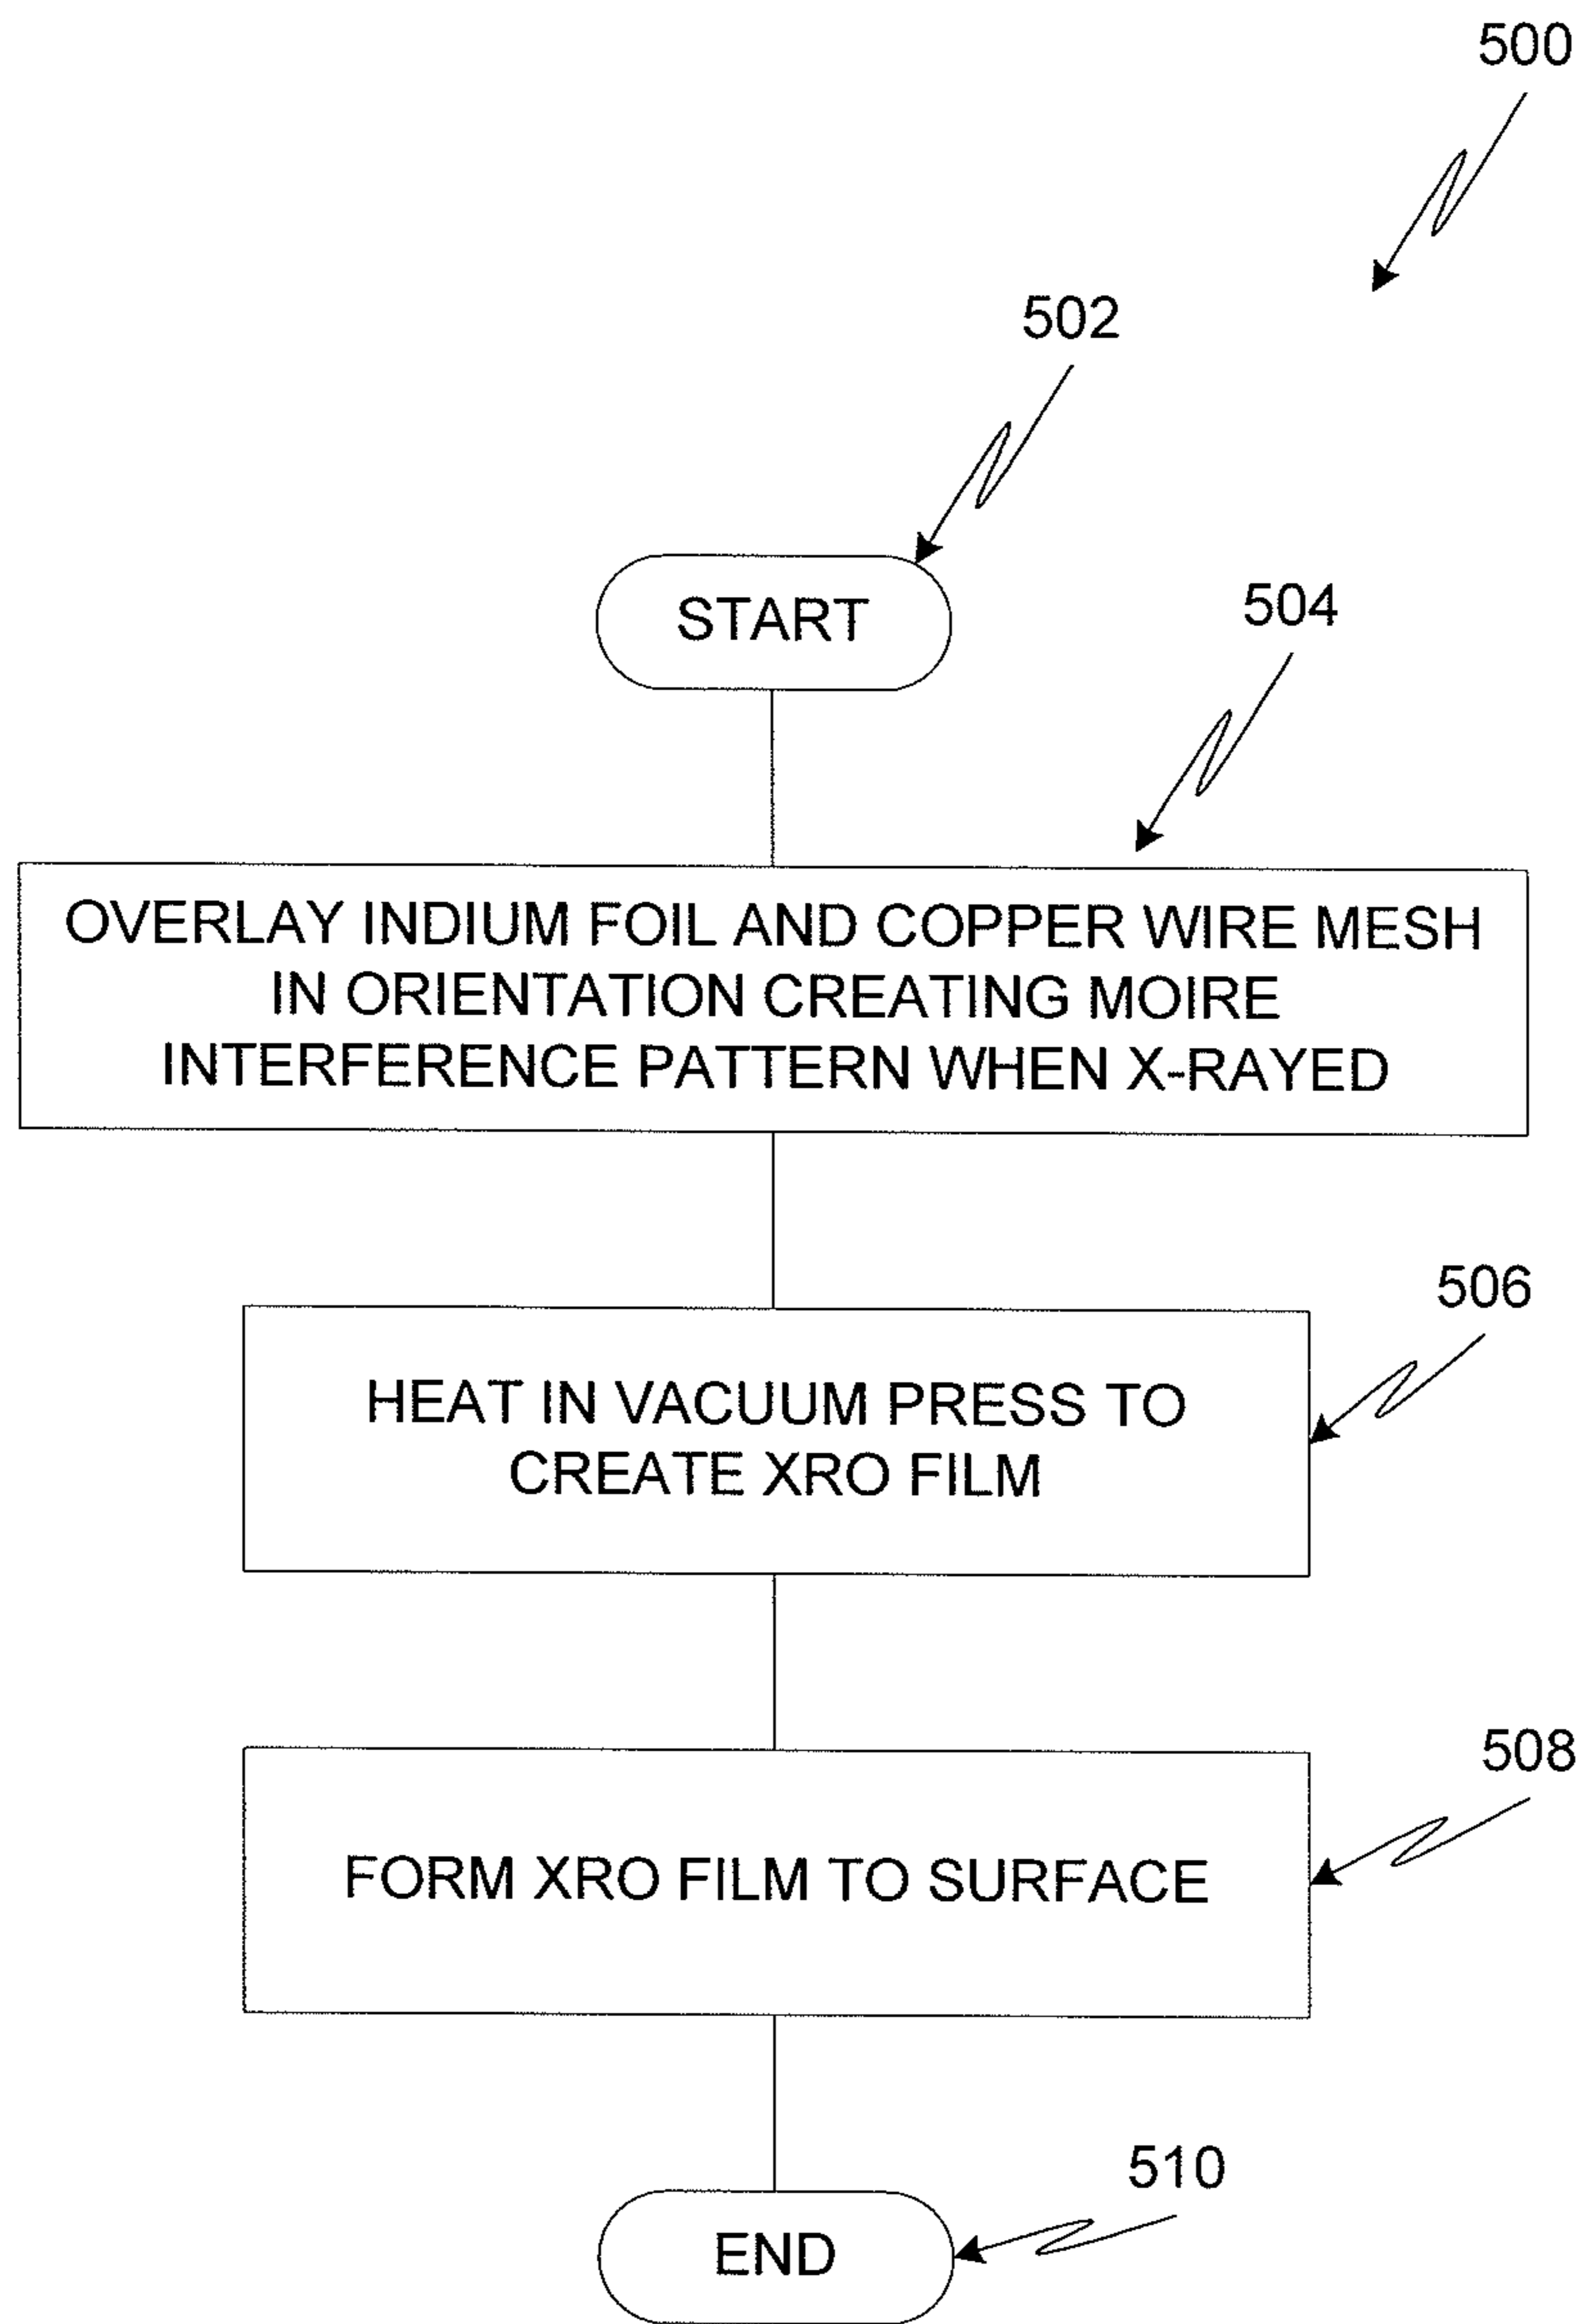 500
502
START
504
OVERLAY INDIUM FOIL AND COPPER WIRE MESH
IN ORIENTATION CREATING MOIRE
INTERFERENCE PATTERN WHEN X-RAYED
506
HEAT IN VACUUM PRESS TO
CREATE XRO FILM
508
FORM XRO FILM TO SURFACE
510
END